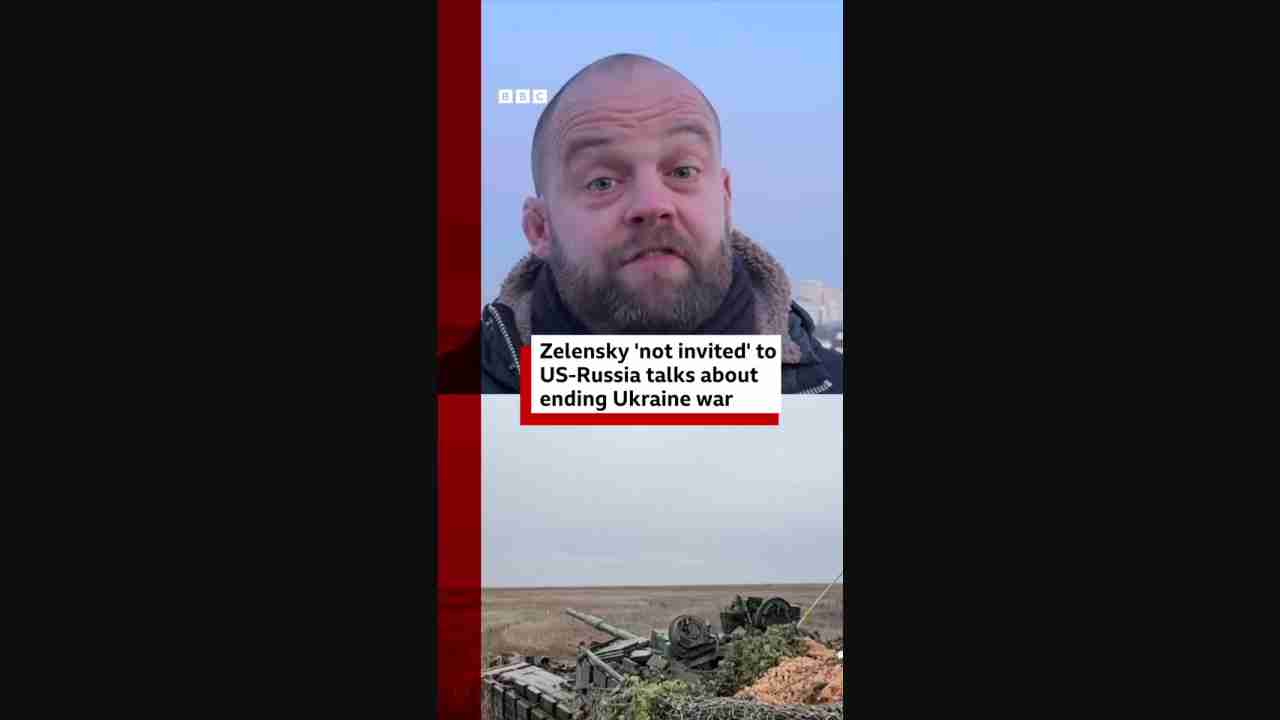 BBC
Zelensky 'not invited' to
US-Russia talks about
ending Ukraine war